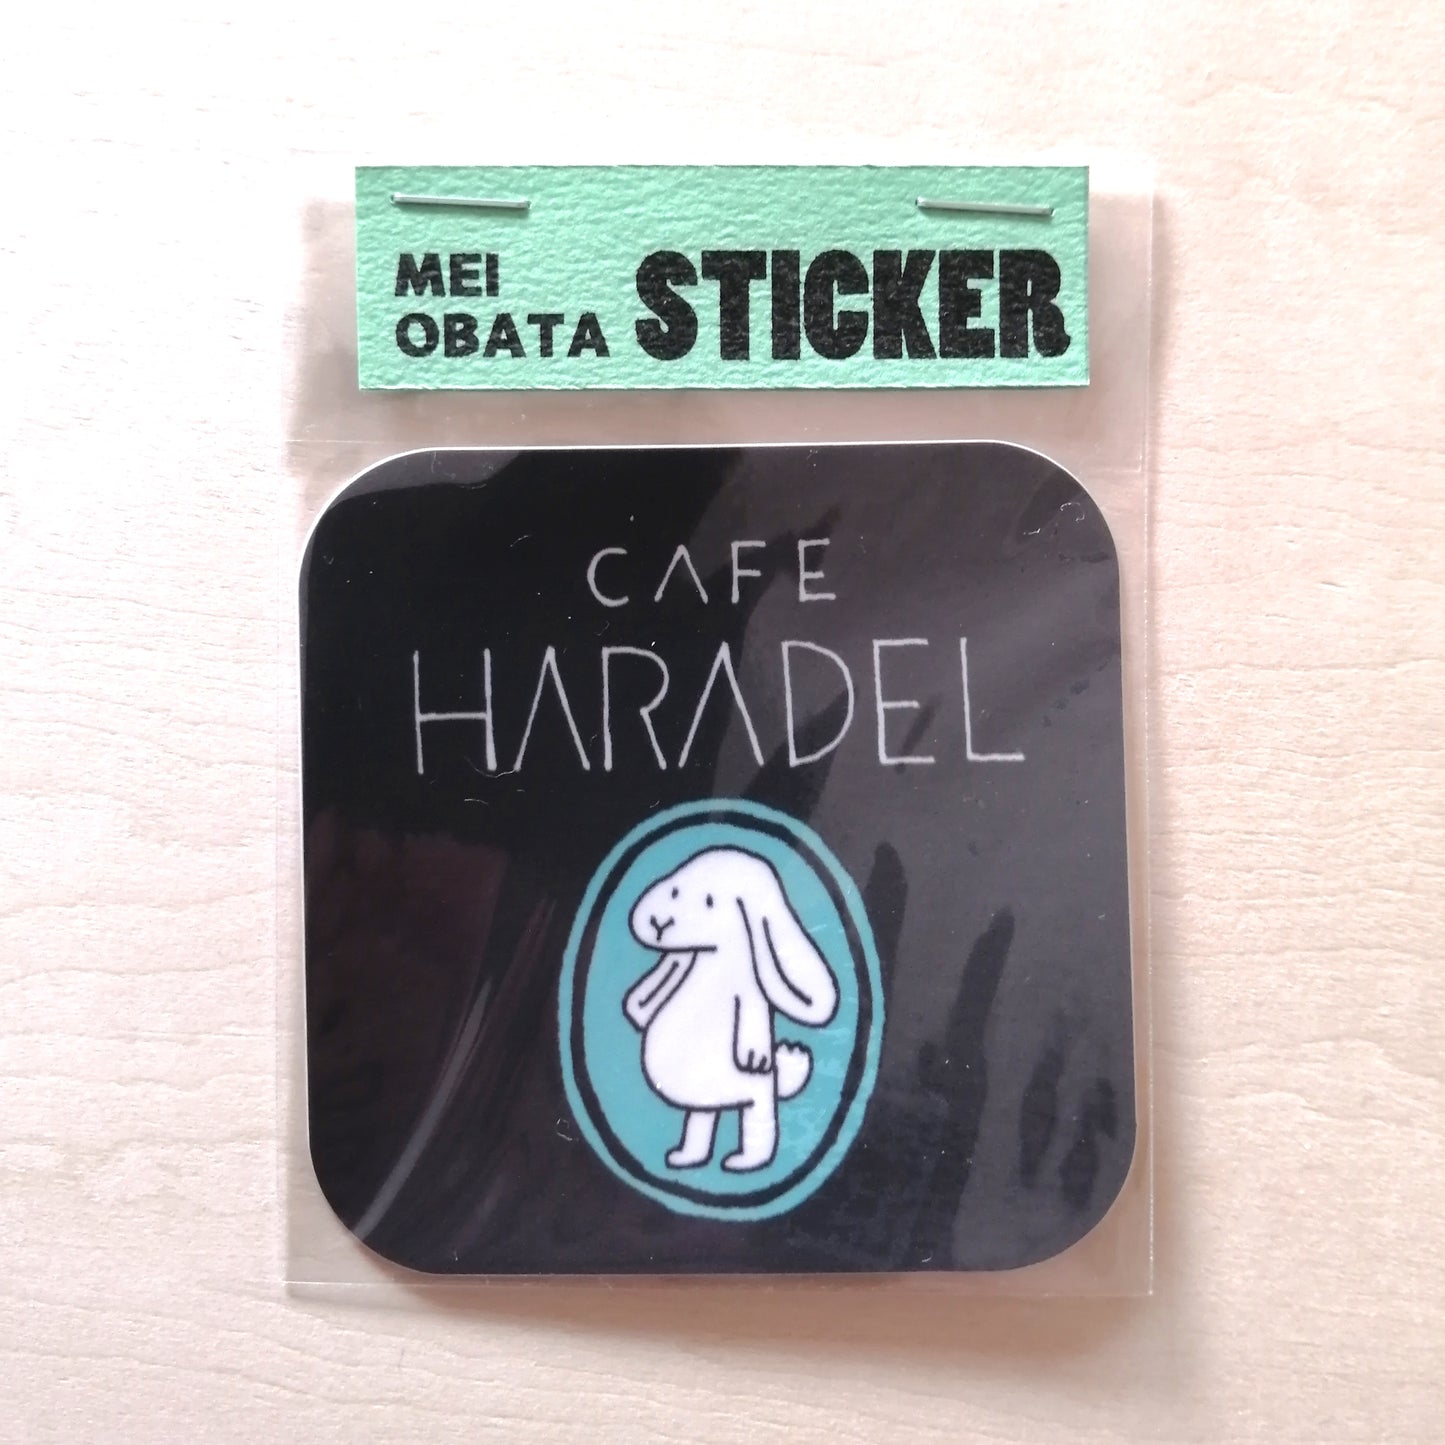 MEI
OBATA STICKER
CAFE
HARADEL